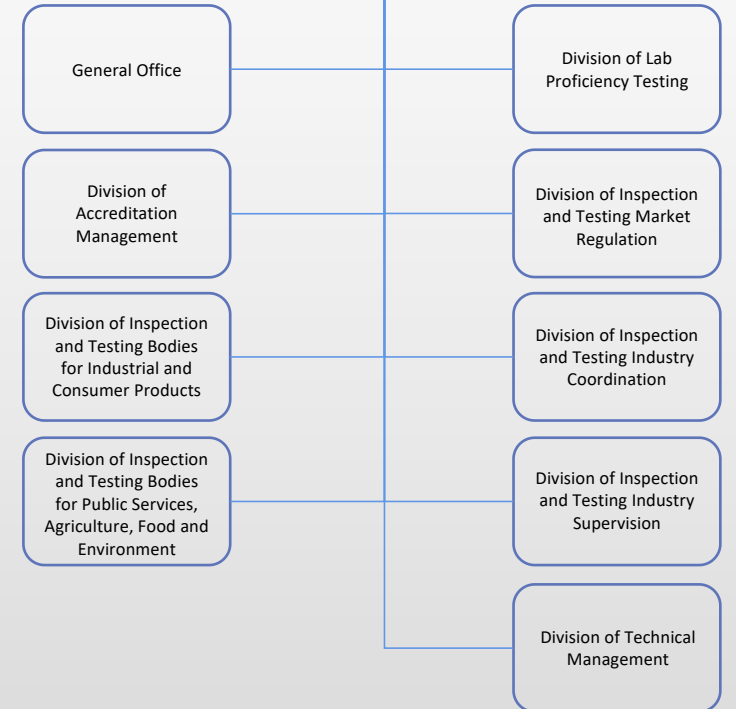 General Office
Division of Lab
Proficiency Testing
Division of
Accreditation
Management
Division of Inspection
and Testing Market
Regulation
Division of Inspection
and Testing Bodies
for Industrial and
Consumer Products
Division of Inspection
and Testing Industry
Coordination
Division of Inspection
and Testing Bodies
for Public Services,
Agriculture, Food and
Environment
Division of Inspection
and Testing Industry
Supervision
Division of Technical
Management